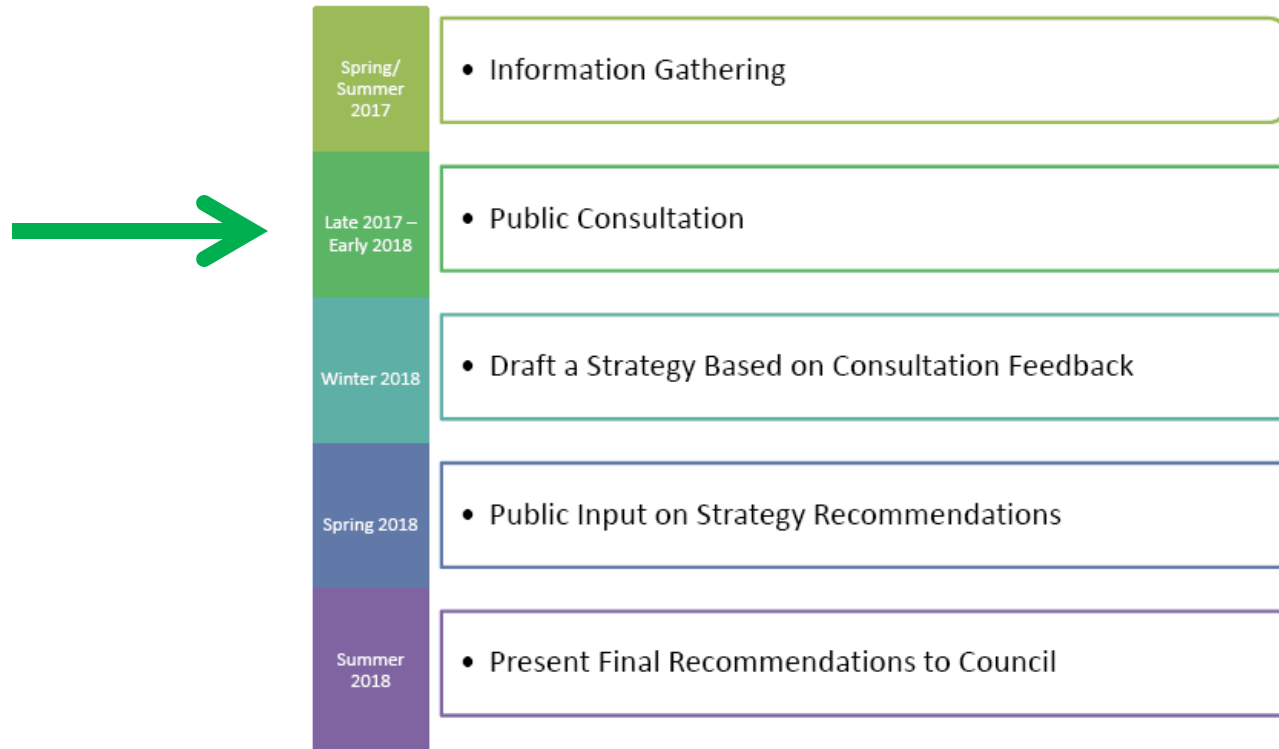 Spring/
Summer
2017
• Information Gathering
Late 2017 –
Early 2018
• Public Consultation
Winter 2018
• Draft a Strategy Based on Consultation Feedback
Spring 2018
• Public Input on Strategy Recommendations
Summer
2018
• Present Final Recommendations to Council